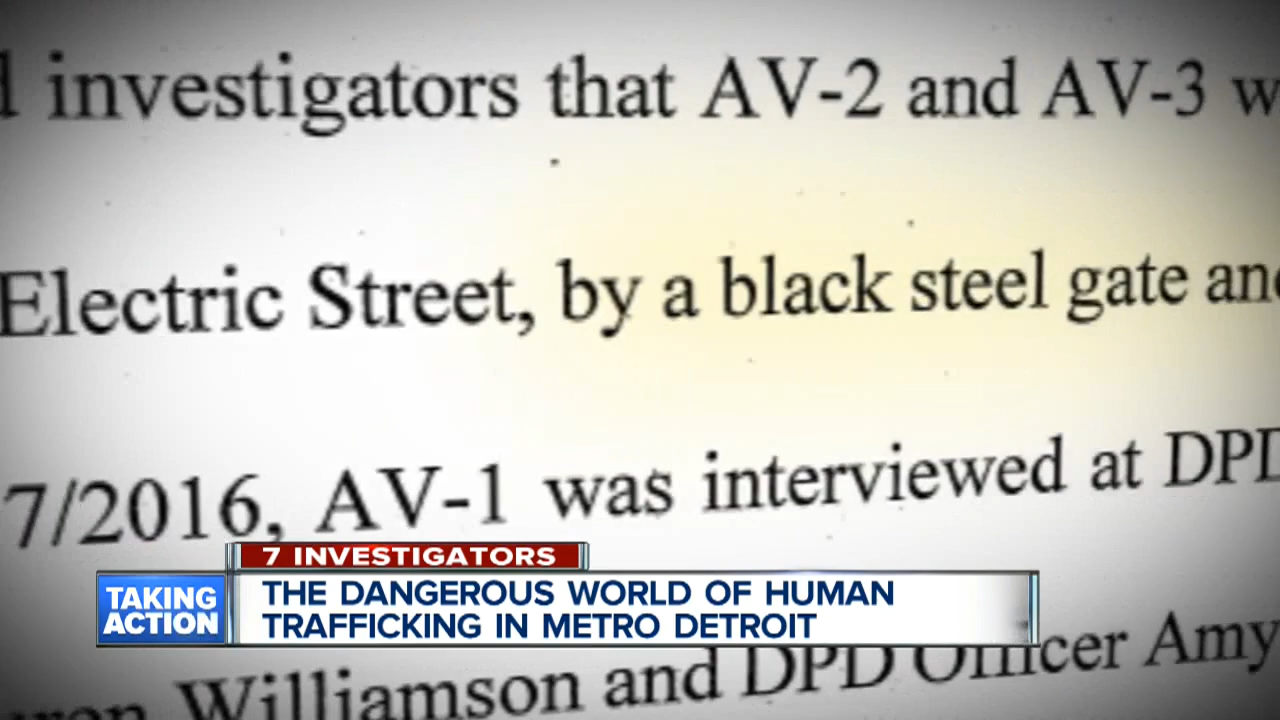 investigators that AV-2 and AV-3 w
Electric Street, by a black steel gate and
7/2016, AV-1 was interviewed at DPD
7 INVESTIGATORS
TAKING ACTION
THE DANGEROUS WORLD OF HUMAN
TRAFFICKING IN METRO DETROIT
Williamson and DPD Officer Amy